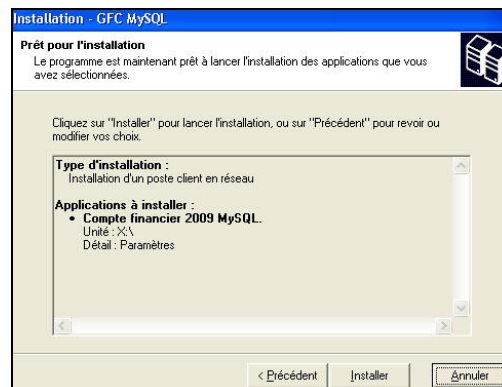 Installation - GFC MySQL
Prêt pour l'installation
Le programme est maintenant prêt à lancer l'installation des applications que vous
avez sélectionnées.
Cliquez sur "Installer" pour lancer l'installation, ou sur "Précédent" pour revoir ou
modifier vos choix.
Type d'installation :
Installation d'un poste client en réseau
Applications à installer :
• Compte financier 2009 MySQL.
Unité : X:\
Détail : Paramètres
< Précédent
Installer
Annuler